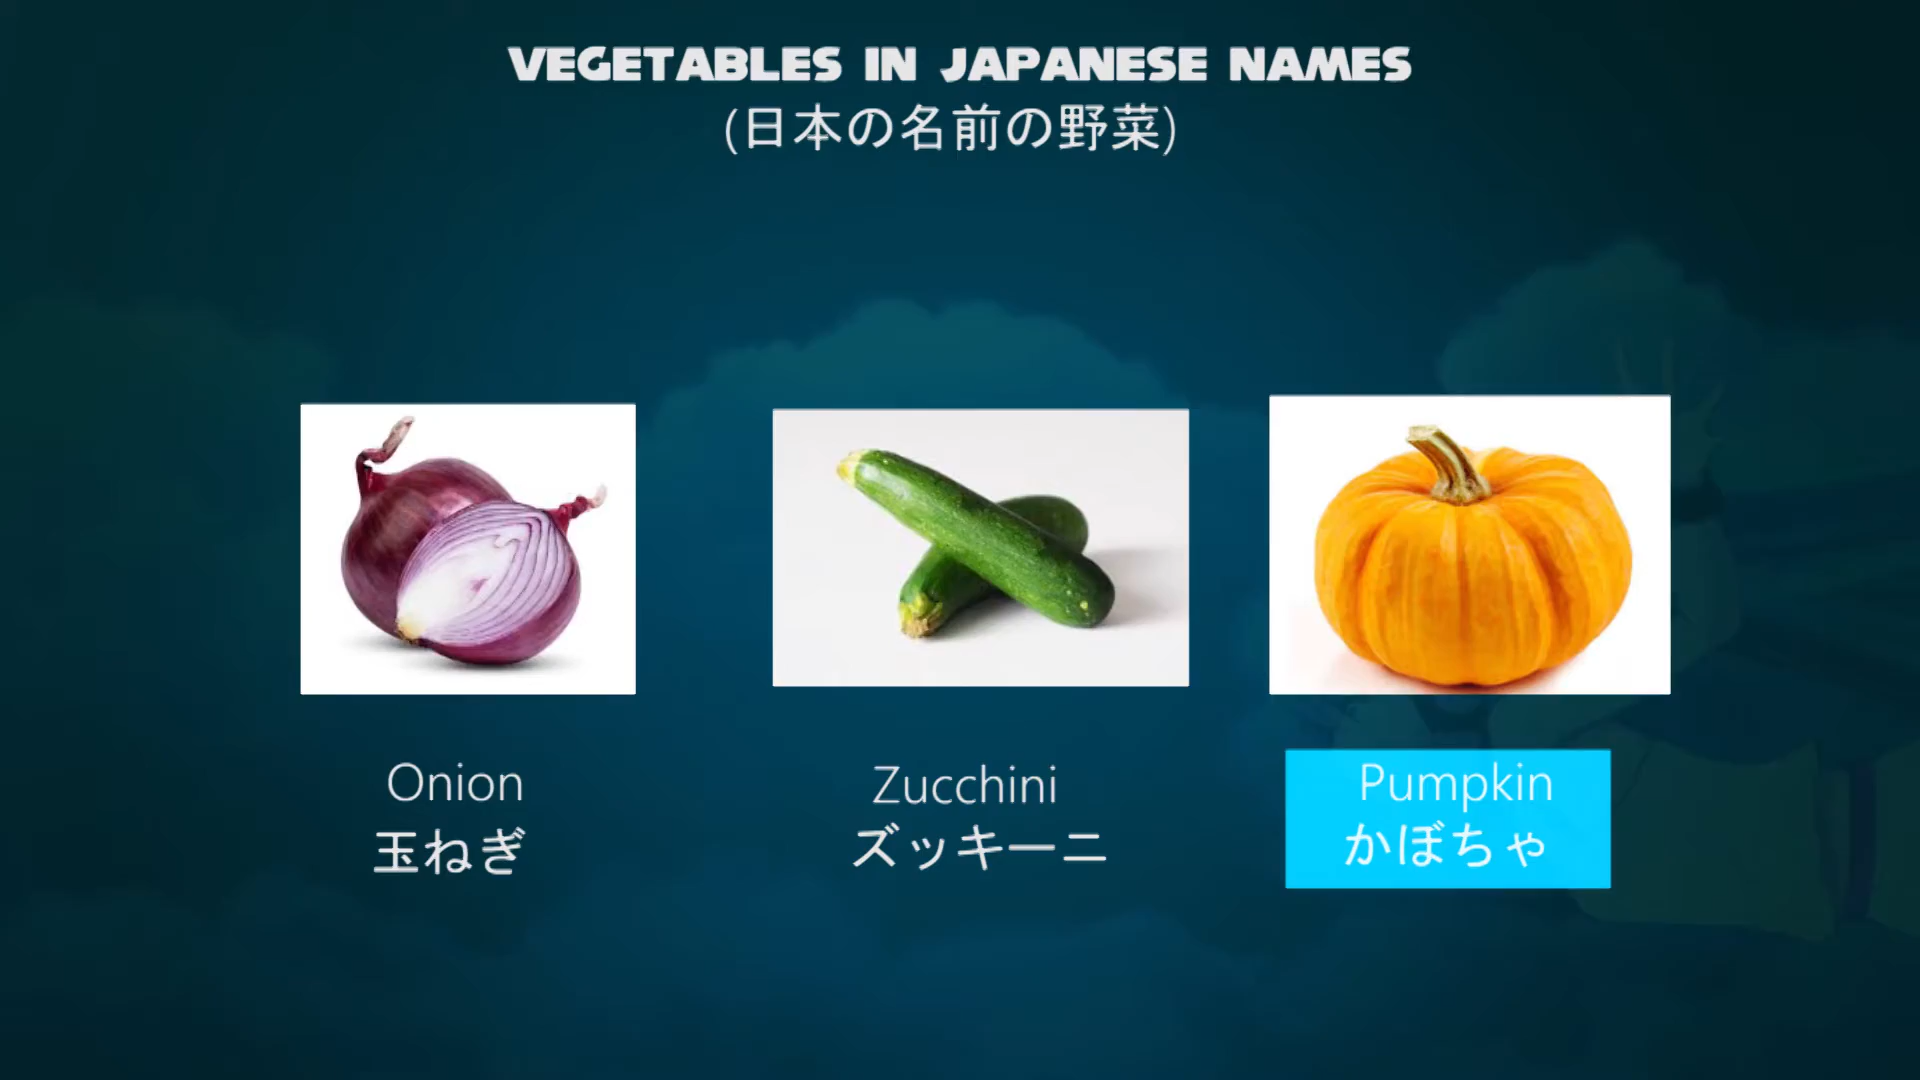 VEGETABLES IN JAPANESE NAMES
(日本の名前の野菜)
Onion
玉ねぎ
Zucchini
ズッキーニ
Pumpkin
かぼちゃ